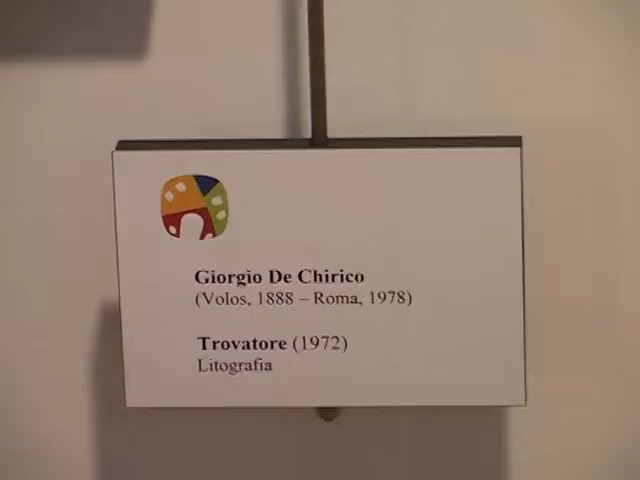 Giorgio De Chirico
(Volos, 1888 – Roma, 1978)
Trovatore (1972)
Litografia